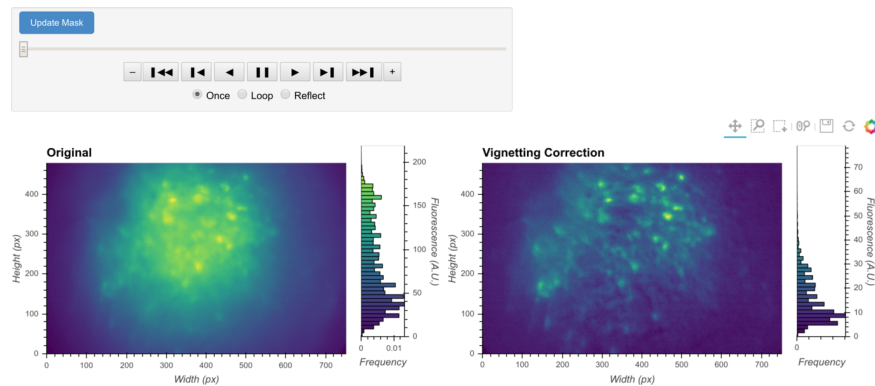 Update Mask
– +
Once Loop Reflect
Original
Height (px)
400
300
200
100
0
0 100 200 300 400 500 600 700
Width (px)
200
150
100
50
0
Fluorescence (A.U.)
0 0.01
Frequency
Vignetting Correction
Height (px)
400
300
200
100
0
0 100 200 300 400 500 600 700
Width (px)
70
60
50
40
30
20
10
0
Fluorescence (A.U.)
0
Frequency